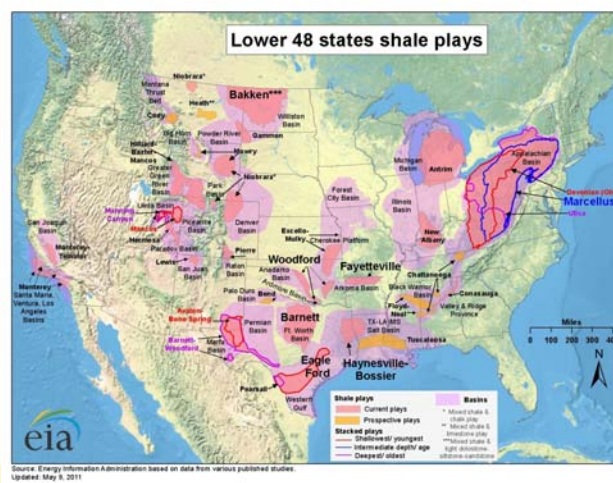 Lower 48 states shale plays
Niobrara*
Montana
Thrust
Belt
Bakken***
Heath**
Cody
Williston
Basin
Big Horn
Basin
Powder River
Basin
Gammon
Hilliard-
Baxter-
Mancos
Mowry
Greater
Green
River
Basin
Park
Basin
Niobrara*
Uinta Basin
Manning
Canyon
Mancos
Piceance
Basin
Denver
Basin
Hermosa
Paradox Basin
Pierre
Lewis
San Juan
Basin
Raton
Basin
San Joaquin
Basin
Monterey-
Temblor
Monterey
Santa Maria,
Ventura, Los
Angeles
Basins
Michigan
Basin
Antrim
Forest
City Basin
Illinois
Basin
Excello-
Mulky
Cherokee Platform
New
Albany
Appalachian
Basin
Devonian (Oh
Marcellus
Utica
Woodford
Anadarko
Basin
Ardmore Basin
Palo Duro
Basin
Bend
Fayetteville
Arkoma Basin
Chattanooga
Black Warrior
Basin
Conasauga
Floyd-
Neal
Valley & Ridge
Province
Avalon-
Bone Spring
Permian
Basin
Marfa
Basin
Barnett-
Woodford
Barnett
Ft. Worth
Basin
TX-LA-MS
Salt Basin
Tuscaloosa
Haynesville-
Bossier
Eagle
Ford
Pearsall
Western
Gulf
Miles
0
100
200
300
Shale plays
Current plays
Prospective plays
Stacked plays
Shallowest/ youngest
Intermediate depth/ age
Deepest/ oldest
Basins
* Mixed shale &
chalk play
** Mixed shale &
limestone play
***Mixed shale &
tight dolostone-
siltstone-sandstone
eia
Source: Energy Information Administration based on data from various published studies.
Updated: May 9, 2011